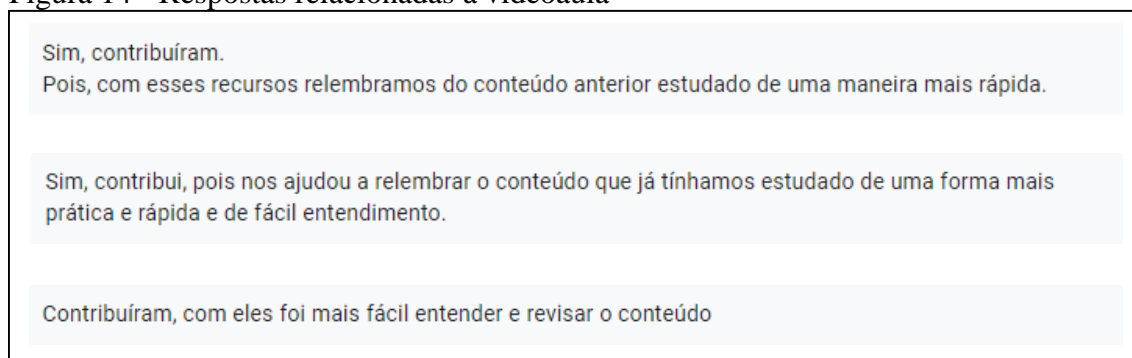 Figura 14 - Respostas relacionadas à videoaula
Sim, contribuíram.
Pois, com esses recursos relembramos do conteúdo anterior estudado de uma maneira mais rápida.
Sim, contribui, pois nos ajudou a relembrar o conteúdo que já tínhamos estudado de uma forma mais
prática e rápida e de fácil entendimento.
Contribuíram, com eles foi mais fácil entender e revisar o conteúdo